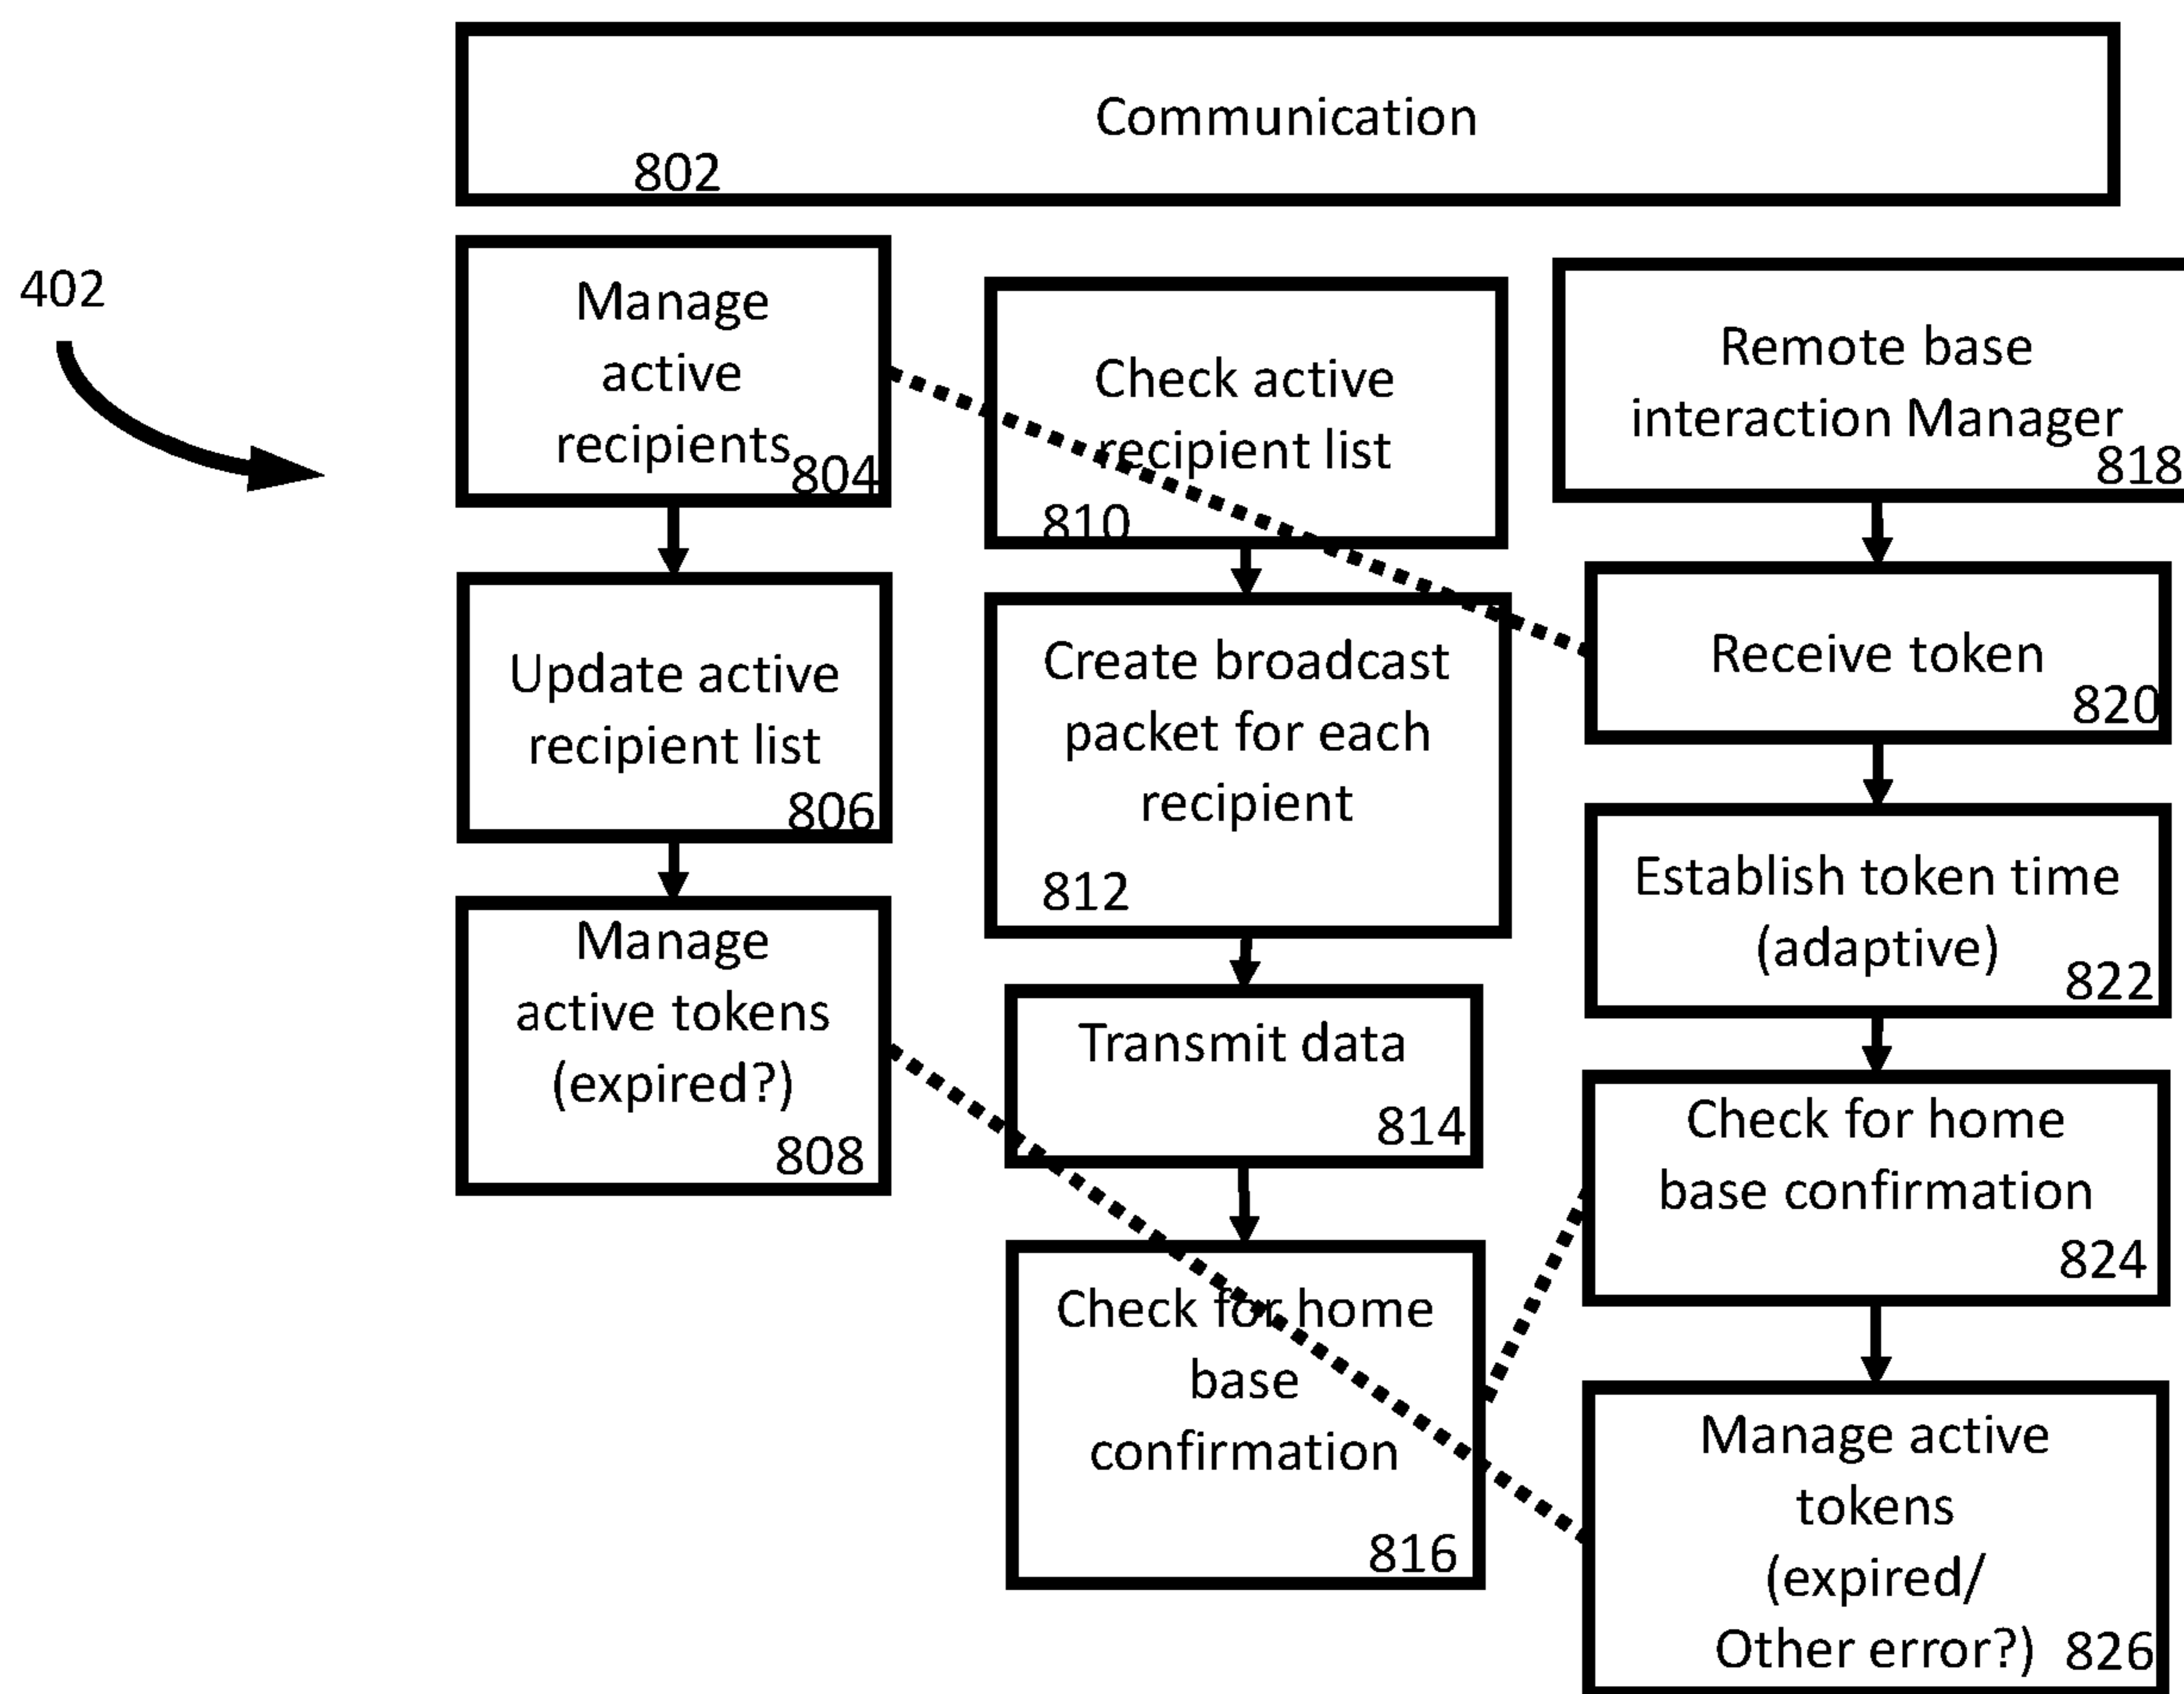 Communication
802
402
Manage
active
recipients
804
Update active
recipient list
806
Manage
active tokens
(expired?)
808
Check active
recipient list
810
Create broadcast
packet for each
recipient
812
Transmit data
814
Check for home
base
confirmation
816
Remote base
interaction Manager
818
Receive token
820
Establish token time
(adaptive)
822
Check for home
base confirmation
824
Manage active
tokens
(expired/
Other error?) 826